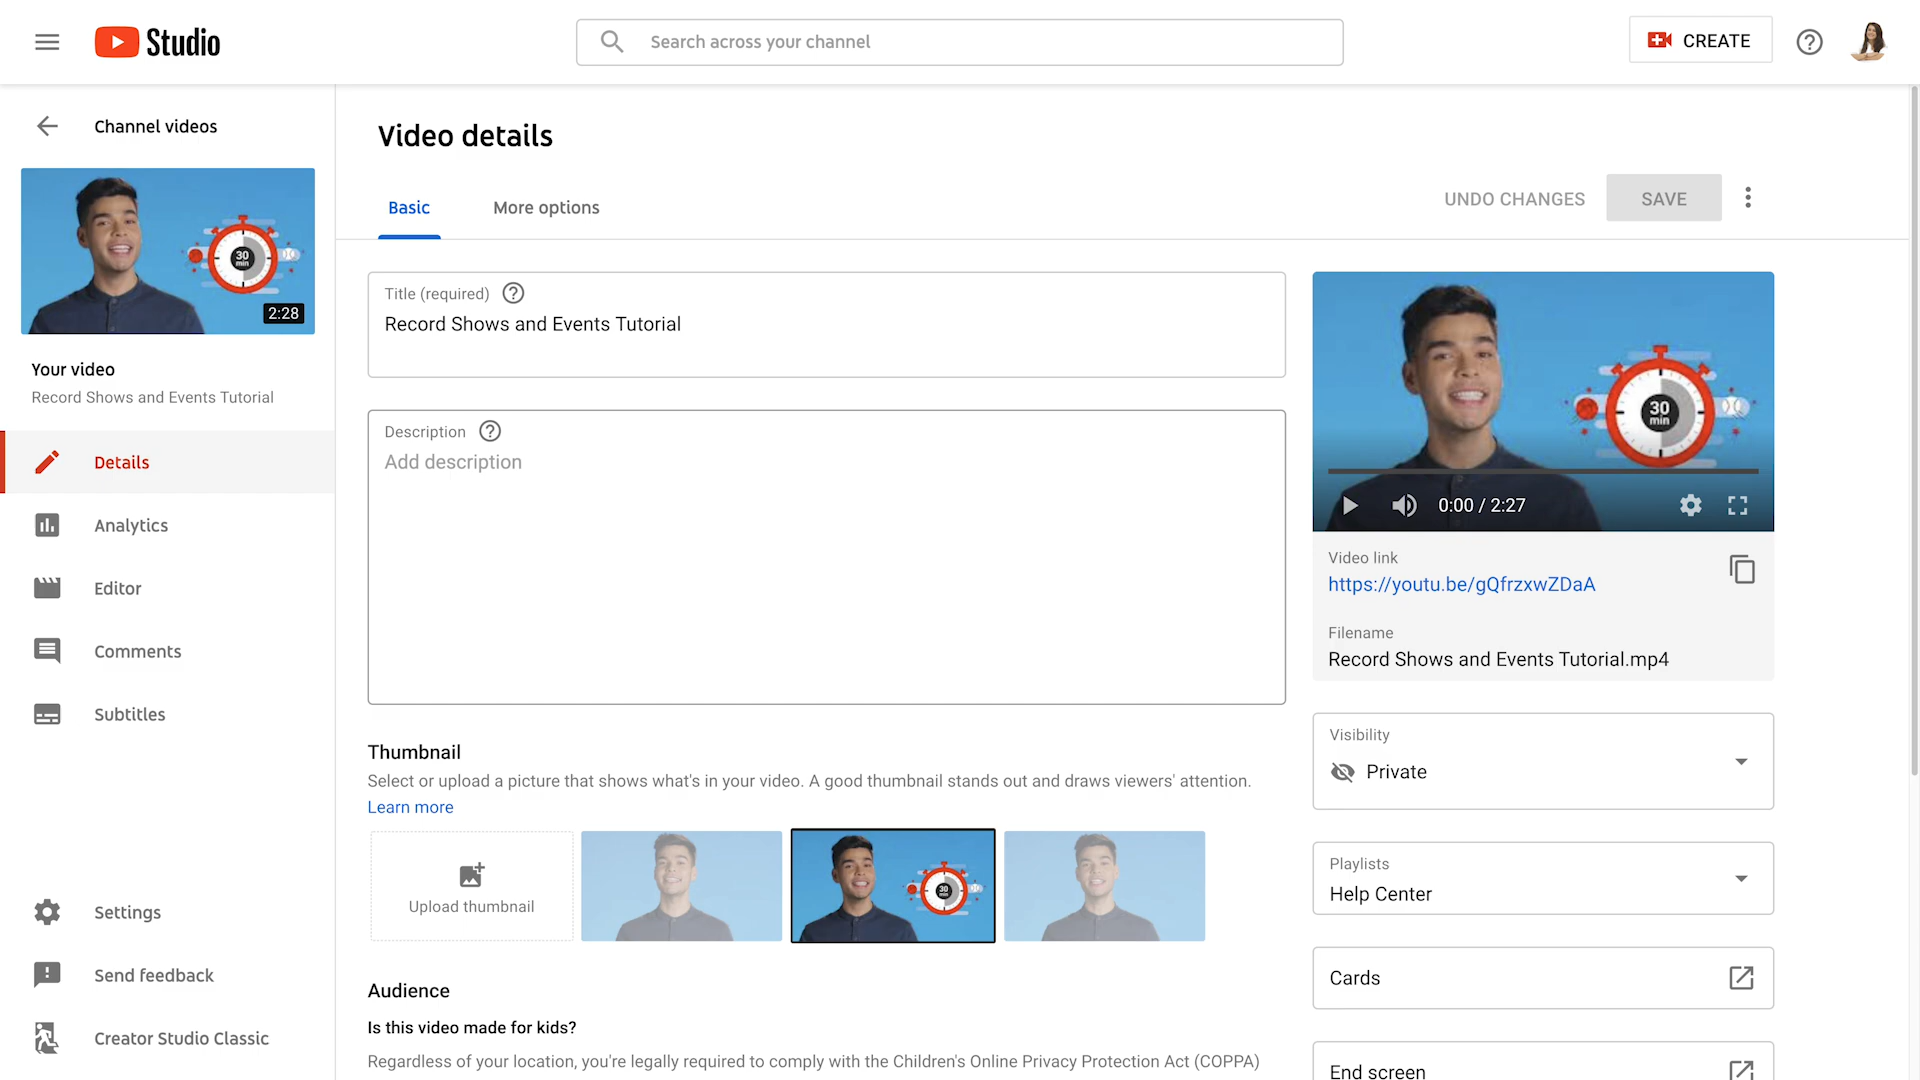 Studio
Search across your channel
CREATE
Channel videos
30
min
2:28
Your video
Record Shows and Events Tutorial
Details
Analytics
Editor
Comments
Subtitles
Settings
Send feedback
Creator Studio Classic
Video details
Basic
More options
UNDO CHANGES
SAVE
Title (required)
Record Shows and Events Tutorial
Description
Add description
Thumbnail
Select or upload a picture that shows what's in your video. A good thumbnail stands out and draws viewers' attention.
Learn more
Upload thumbnail
30
Audience
Is this video made for kids?
Regardless of your location, you're legally required to comply with the Children's Online Privacy Protection Act (COPPA)
30
min
0:00 / 2:27
Video link
https://youtu.be/gQfrzxwZDaA
Filename
Record Shows and Events Tutorial.mp4
Visibility
Private
Playlists
Help Center
Cards
End screen